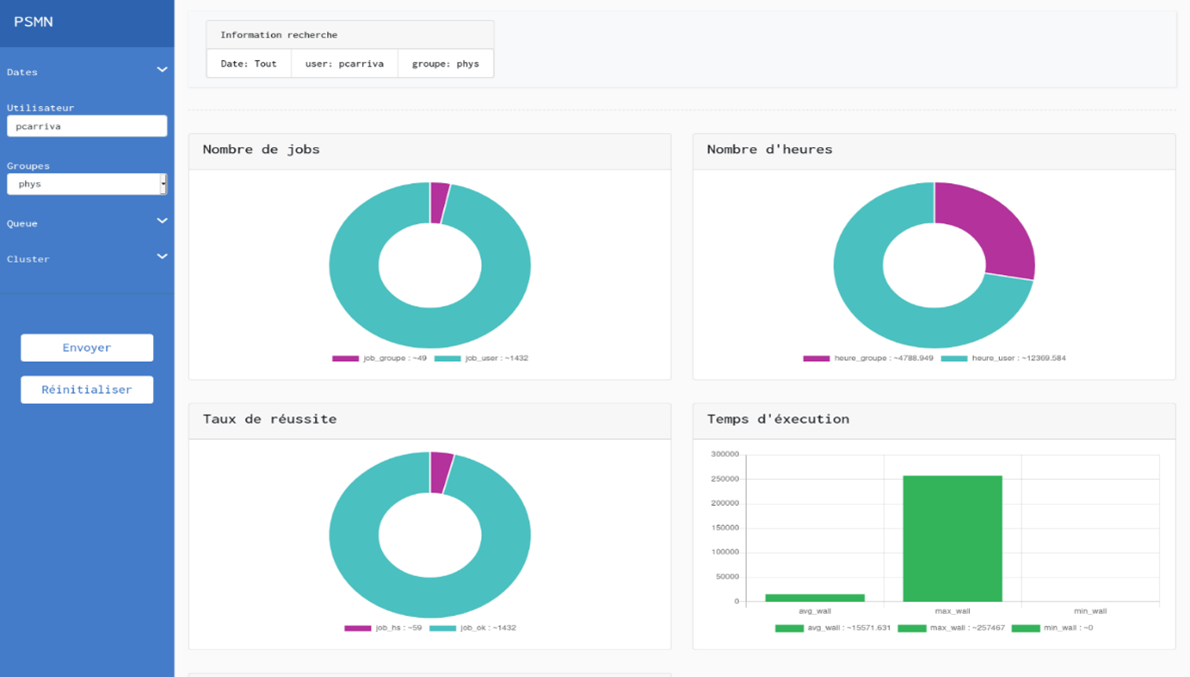 PSMN
Dates
Utilisateur
pcarriva
Groupes
phys
Queue
Cluster
Envoyer
Réinitialiser
Information recherche
Date: Tout user: pcarriva groupe: phys
Nombre de jobs
job_groupe : ~49 job_user : ~1432
Nombre d'heures
heure_groupe : ~4788.949 heure_user : ~12369.584
Taux de réussite
job_hs : ~59 job_ok : ~1432
Temps d'éxecution
300000
250000
200000
150000
100000
50000
0
avg_wall max_wall min_wall
avg_wall : ~15571.631 max_wall : ~257467 min_wall : ~0